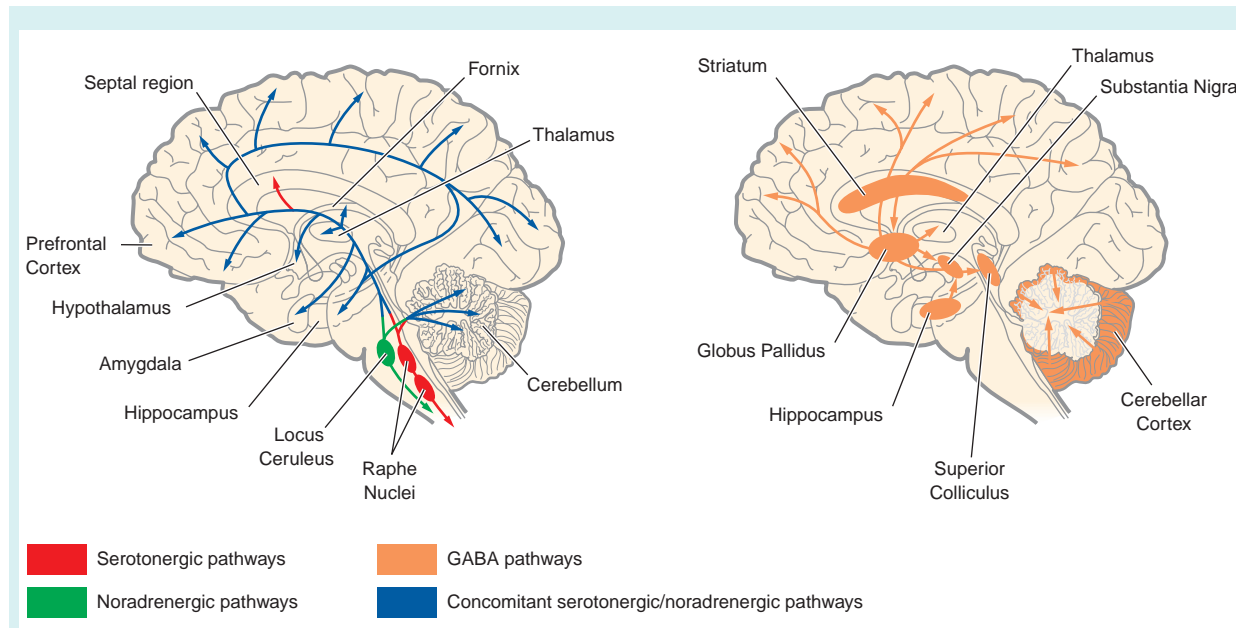 Septal region
Fornix
Thalamus
Prefrontal
Cortex
Hypothalamus
Amygdala
Hippocampus
Locus
Ceruleus
Raphe
Nuclei
Cerebellum
Striatum
Thalamus
Substantia Nigra
Globus Pallidus
Hippocampus
Superior
Colliculus
Cerebellar
Cortex
Serotonergic pathways
Noradrenergic pathways
GABA pathways
Concomitant serotonergic/noradrenergic pathways